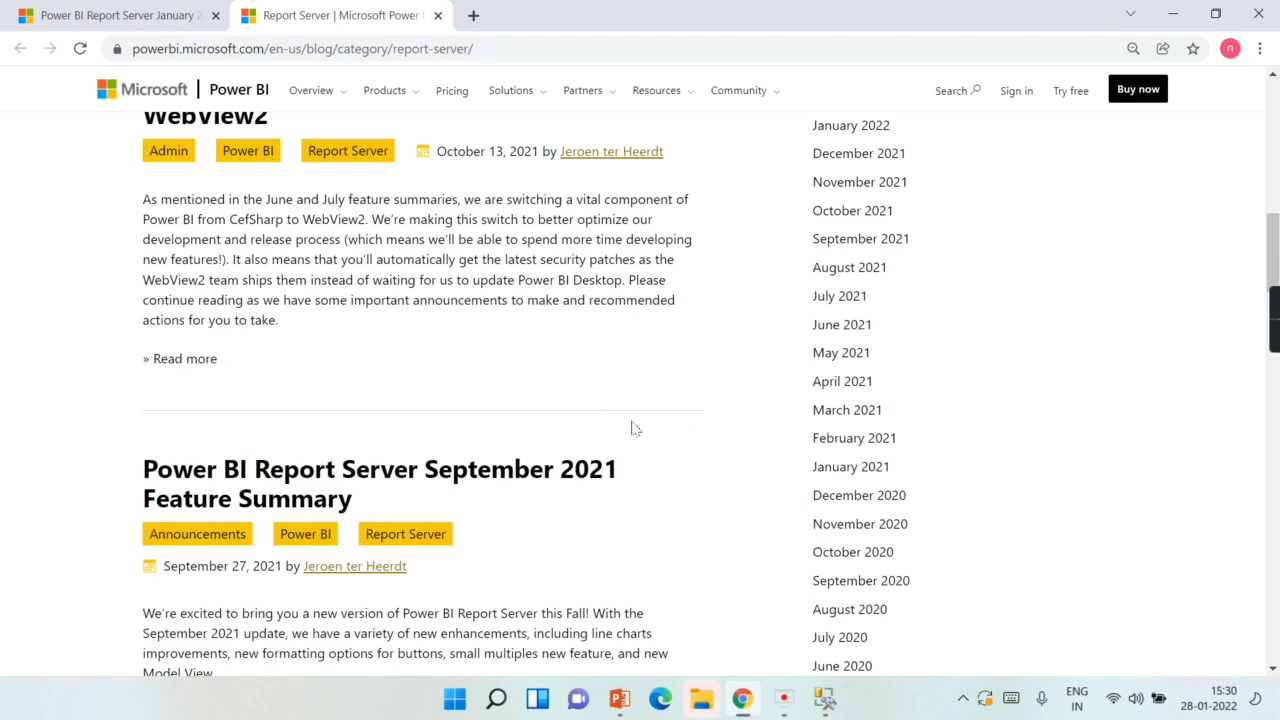 Power BI Report Server January 2
Report Server | Microsoft Power
powerbi.microsoft.com/en-us/blog/category/report-server/
n
Microsoft Power BI Overview Products Pricing Solutions Partners Resources Community Search Sign in Try free Buy now
WebView2
Admin Power BI Report Server October 13, 2021 by Jeroen ter Heerdt
As mentioned in the June and July feature summaries, we are switching a vital component of
Power BI from CefSharp to WebView2. We're making this switch to better optimize our
development and release process (which means we'll be able to spend more time developing
new features!). It also means that you'll automatically get the latest security patches as the
WebView2 team ships them instead of waiting for us to update Power BI Desktop. Please
continue reading as we have some important announcements to make and recommended
actions for you to take.
» Read more
Power BI Report Server September 2021
Feature Summary
Announcements Power BI Report Server
September 27, 2021 by Jeroen ter Heerdt
We're excited to bring you a new version of Power BI Report Server this Fall! With the
September 2021 update, we have a variety of new enhancements, including line charts
improvements, new formatting options for buttons, small multiples new feature, and new
Model View.
January 2022
December 2021
November 2021
October 2021
September 2021
August 2021
July 2021
June 2021
May 2021
April 2021
March 2021
February 2021
January 2021
December 2020
November 2020
October 2020
September 2020
August 2020
July 2020
June 2020
ENG
IN
15:30
28-01-2022